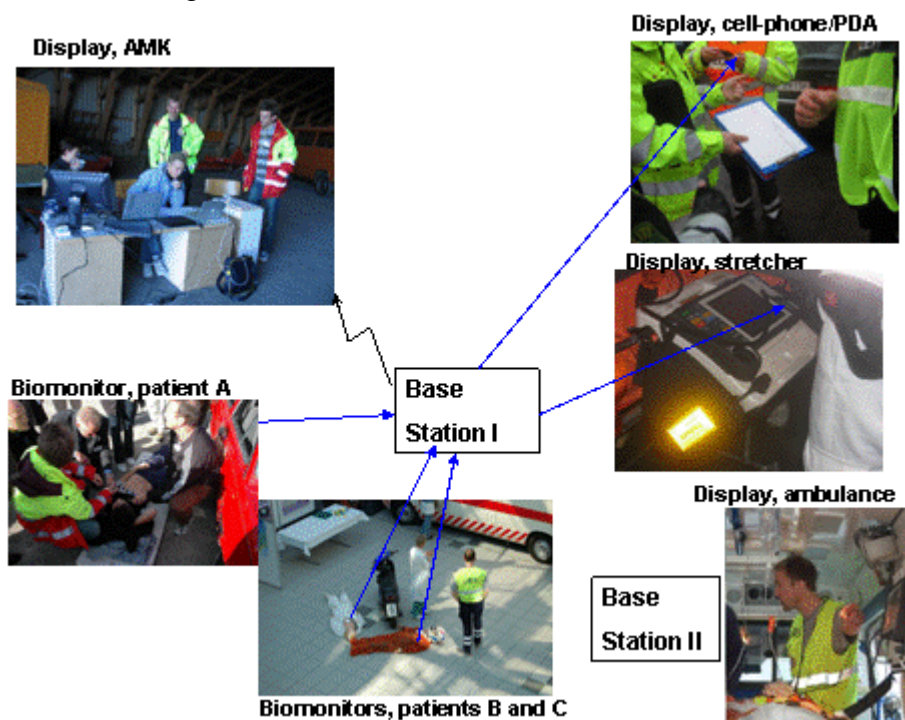 Display, AMK
Display, cell-phone/PDA
Display, stretcher
Biomonitor, patient A
Base
Station I
Display, ambulance
Base
Station II
Biomonitors, patients B and C